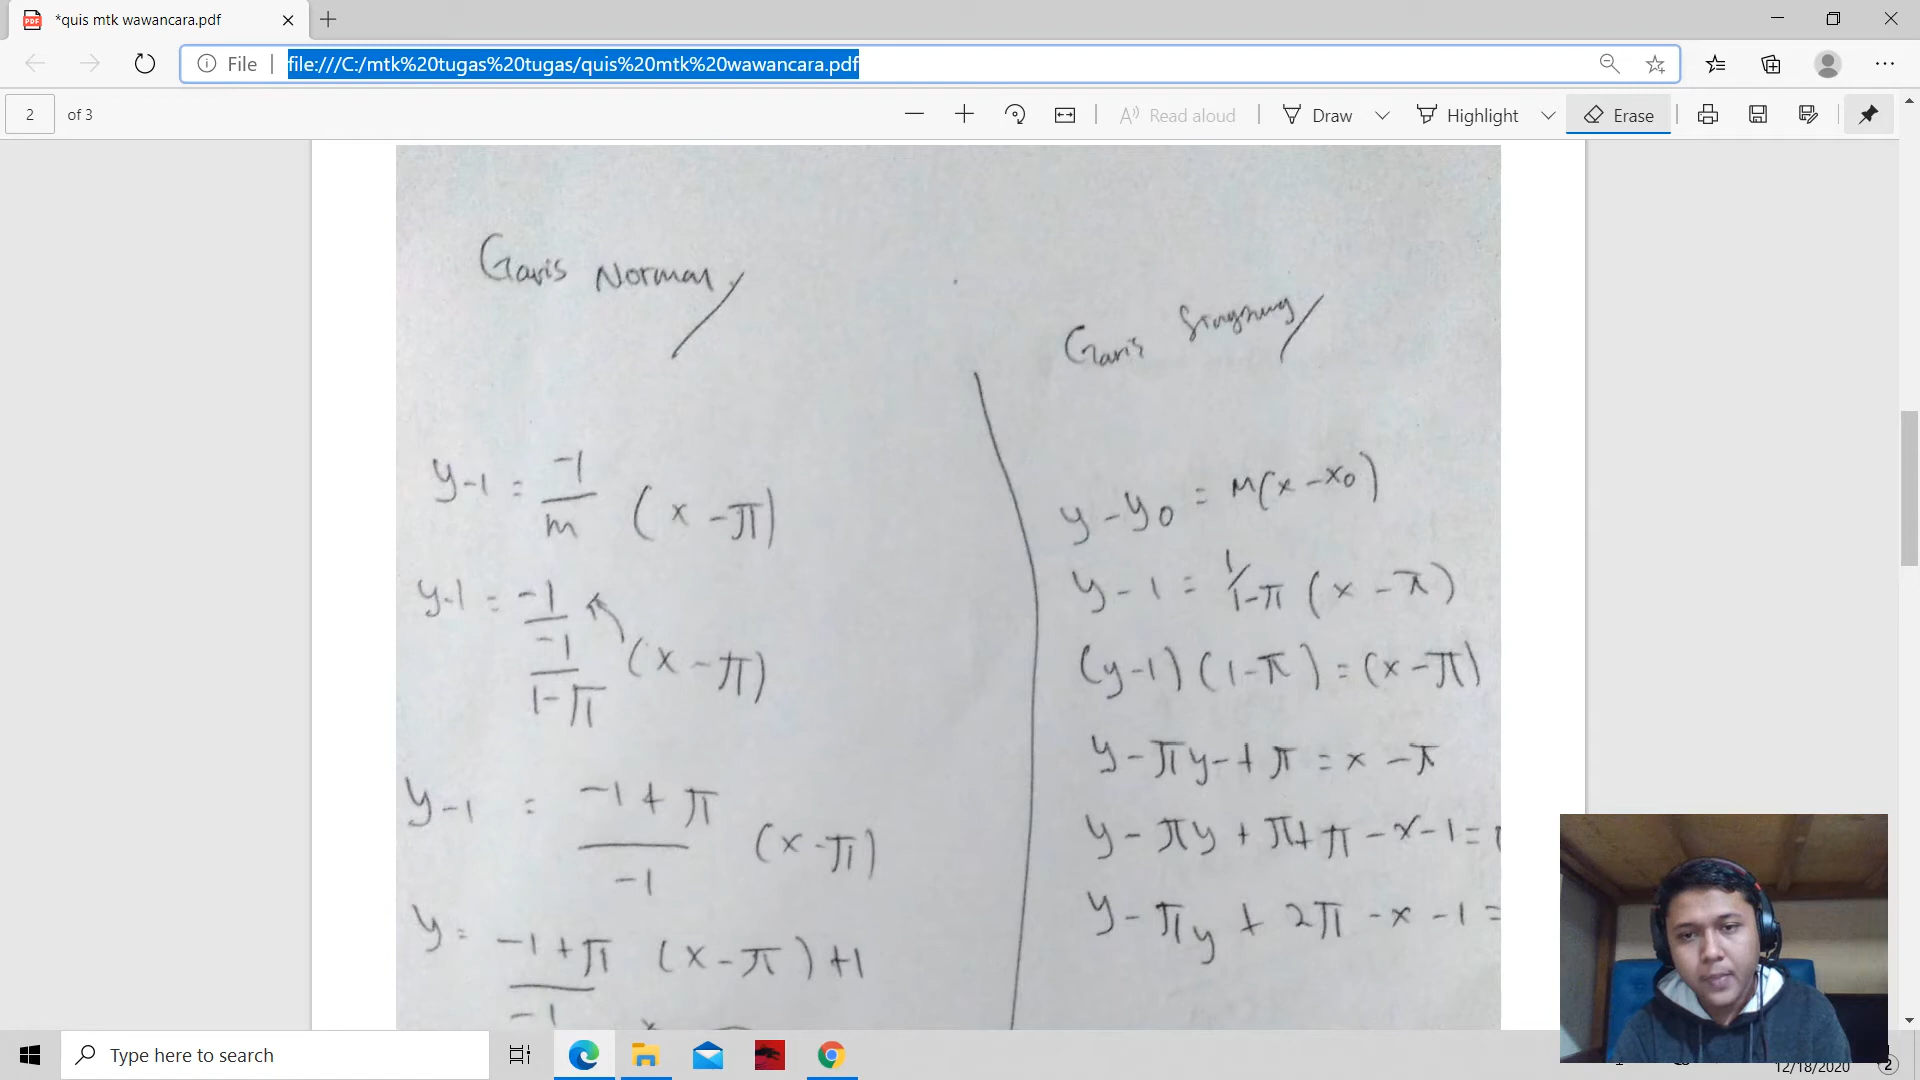 *quis mtk wawancara.pdf
File file:///C:/mtk%20tugas%20tugas/quis%20mtk%20wawancara.pdf
2 of 3 Read aloud Draw Highlight Erase
Garis Normal
y-1 = -1/m (x-π)
y-1 = -1/(-1/(1-π)) (x-π)
y-1 = (-1+π)/-1 (x-π)
y = (-1+π)/-1 (x-π)+1
Garis Singgung
y-y0 = m(x-x0)
y-1 = 1/1-π (x-π)
(y-1)(1-π) = (x-π)
y-πy-+π = x-π
y-πy+π+π-x-1=
y-πy+2π-x-1=
Type here to search
12/18/2020
2